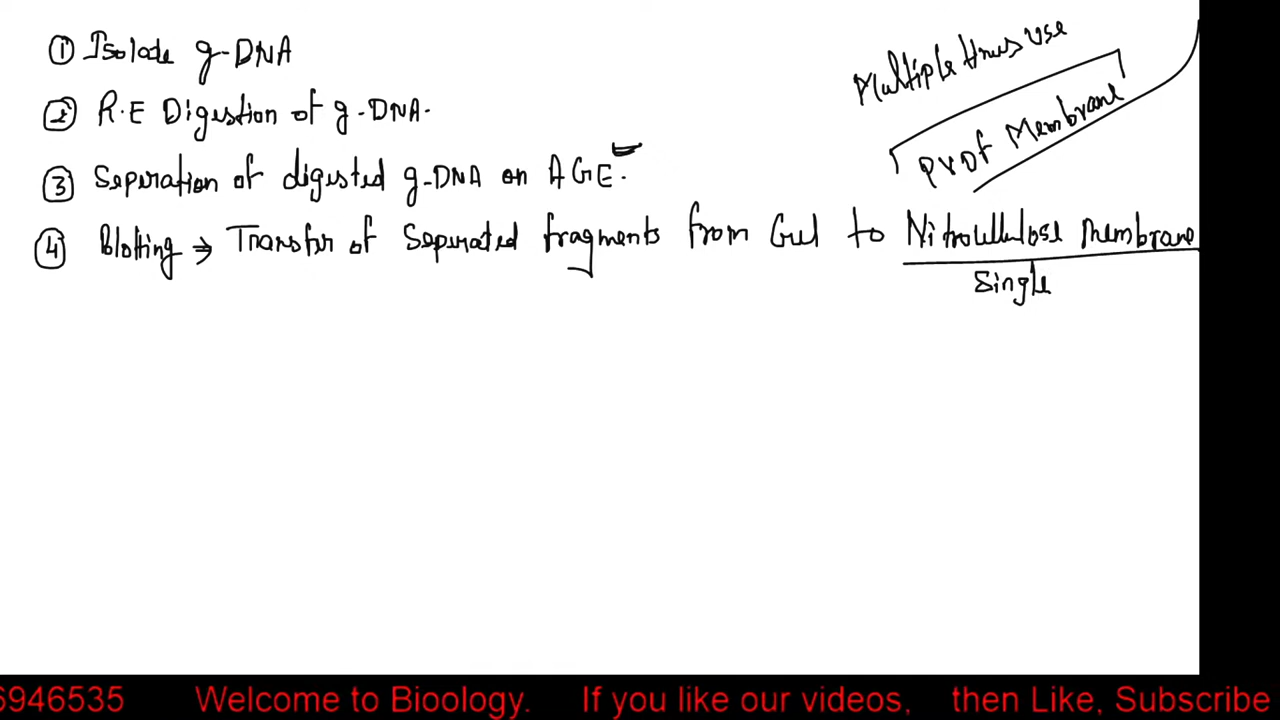 ① Isolate g-DNA
② R.E Digestion of g-DNA.
③ Seperation of digested g-DNA on AGE.
④ Blotting → Transfer of Seperated fragments from Gel to Nitrocellulose Membrane
Single
Multiple times use
PVDF Membrane
6946535 Welcome to Bioology. If you like our videos, then Like, Subscribe